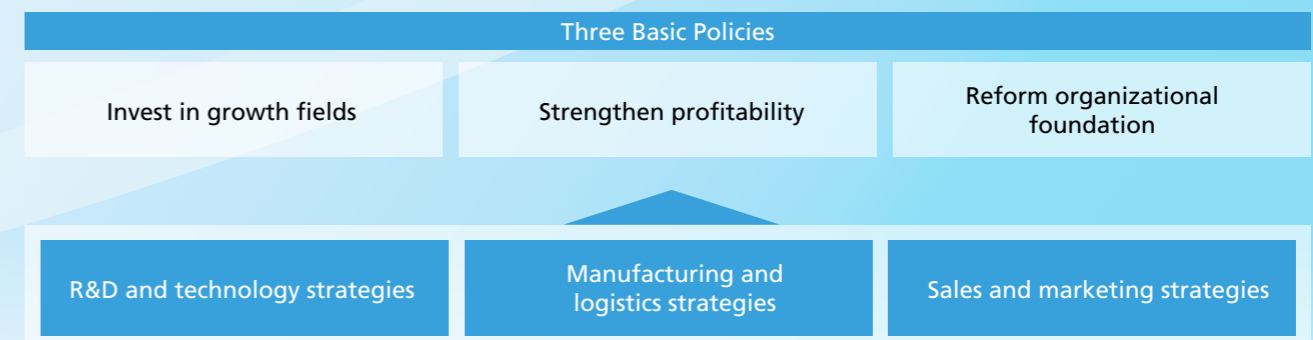 Three Basic Policies
Invest in growth fields
Strengthen profitability
Reform organizational
foundation
R&D and technology strategies
Manufacturing and
logistics strategies
Sales and marketing strategies